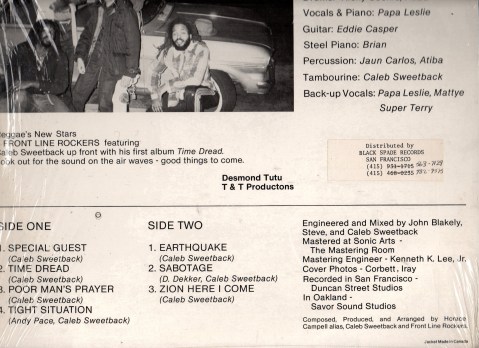 Vocals & Piano: Papa Leslie
Guitar: Eddie Casper
Steel Piano: Brian
Percussion: Jaun Carlos, Atiba
Tambourine: Caleb Sweetback
Back-up Vocals: Papa Leslie, Mattye
Super Terry
Reggae's New Stars
FRONT LINE ROCKERS featuring
Caleb Sweetback up front with his first album Time Dread.
Look out for the sound on the air waves - good things to come.
Desmond Tutu
T & T Productons
Distributed by
BLACK SPADE RECORDS
SAN FRANCISCO
(415)
(415)
SIDE ONE
1. SPECIAL GUEST
(Caleb Sweetback)
2. TIME DREAD
(Caleb Sweetback)
3. POOR MAN'S PRAYER
(Caleb Sweetback)
4. TIGHT SITUATION
(Andy Pace, Caleb Sweetback)
SIDE TWO
1. EARTHQUAKE
(Caleb Sweetback)
2. SABOTAGE
(D. Dekker, Caleb Sweetback)
3. ZION HERE I COME
(Caleb Sweetback)
Engineered and Mixed by John Blakely,
Steve, and Caleb Sweetback
Mastered at Sonic Arts -
The Mastering Room
Mastering Engineer - Kenneth K. Lee, Jr.
Cover Photos - Corbett, Iray
Recorded in San Francisco -
Duncan Street Studios
In Oakland -
Savor Sound Studios
Composed, Produced, and Arranged by Horace
Campell alias, Caleb Sweetback and Front Line Rockers.
Jacket Made in Canada